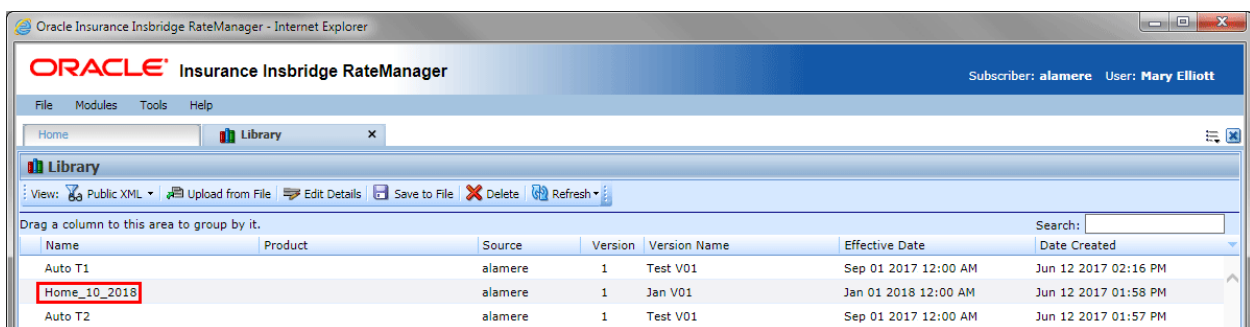 Oracle Insurance Insbridge RateManager - Internet Explorer
ORACLE® Insurance Insbridge RateManager
Subscriber: alamere User: Mary Elliott
File Modules Tools Help
Home Library x
Library
View: Public XML Upload from File Edit Details Save to File Delete Refresh
Drag a column to this area to group by it. Search:
Name Product Source Version Version Name Effective Date Date Created
Auto T1 alamere 1 Test V01 Sep 01 2017 12:00 AM Jun 12 2017 02:16 PM
Home_10_2018 alamere 1 Jan V01 Jan 01 2018 12:00 AM Jun 12 2017 01:58 PM
Auto T2 alamere 1 Test V01 Sep 01 2017 12:00 AM Jun 12 2017 01:57 PM